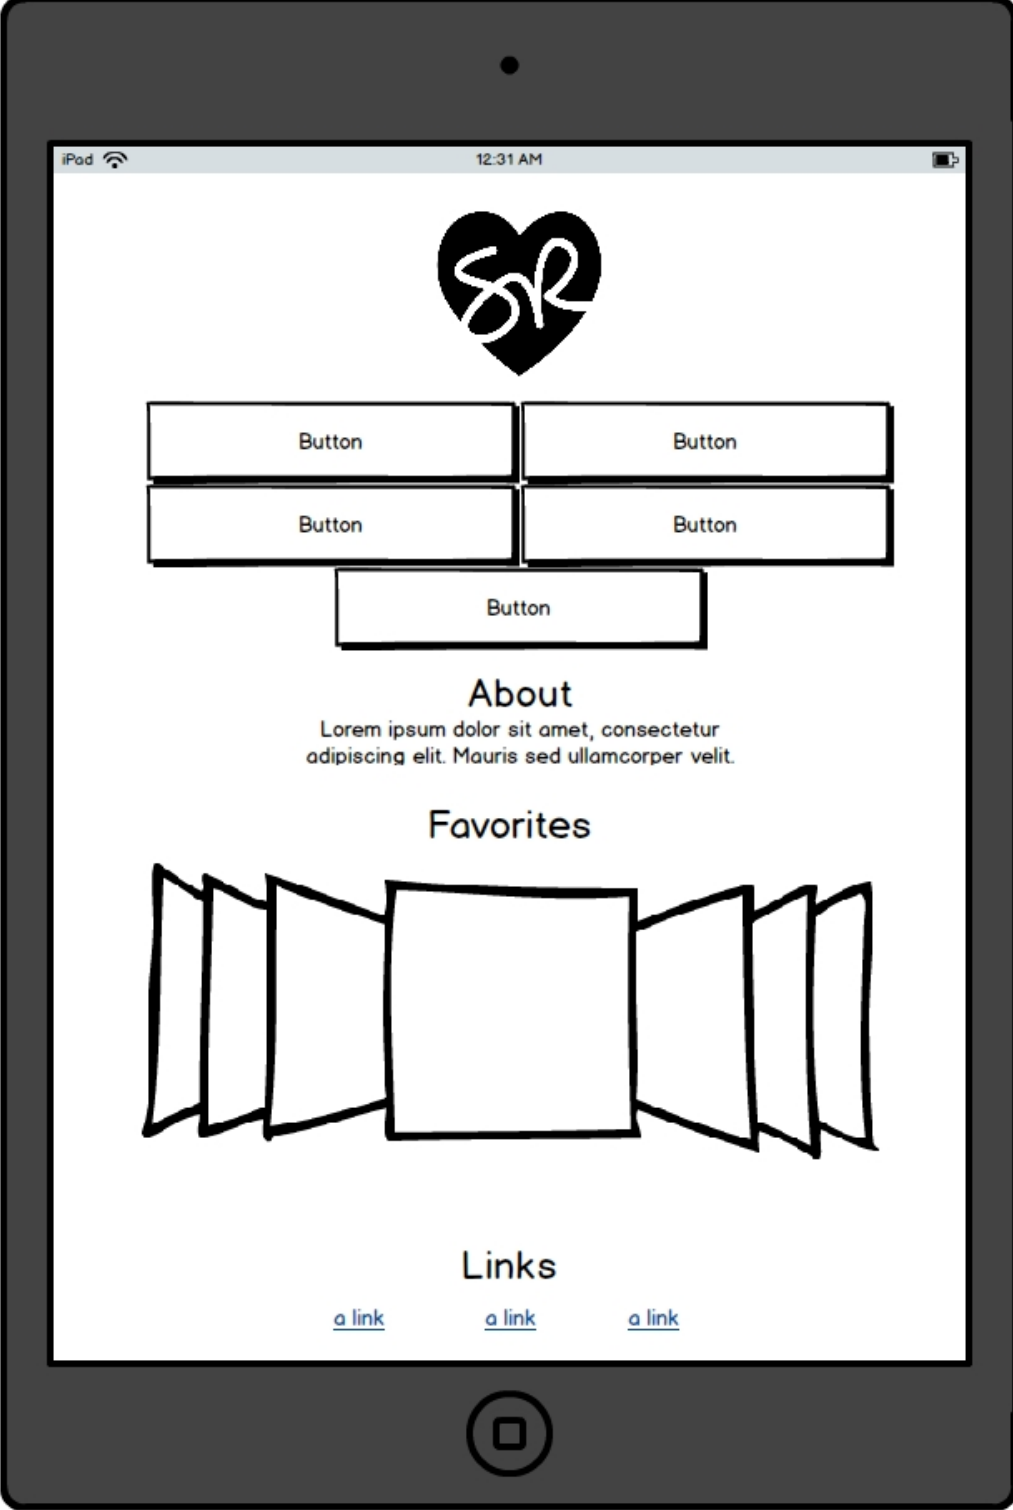 iPad 12:31 AM
SR
Button Button
Button Button
Button
About
Lorem ipsum dolor sit amet, consectetur
adipiscing elit. Mauris sed ullamcorper velit.
Favorites
Links
a link a link a link